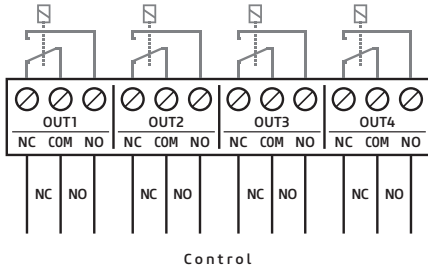 OUT1 OUT2 OUT3 OUT4
NC COM NO NC COM NO NC COM NO NC COM NO
NC NO NC NO NC NO NC NO
Control